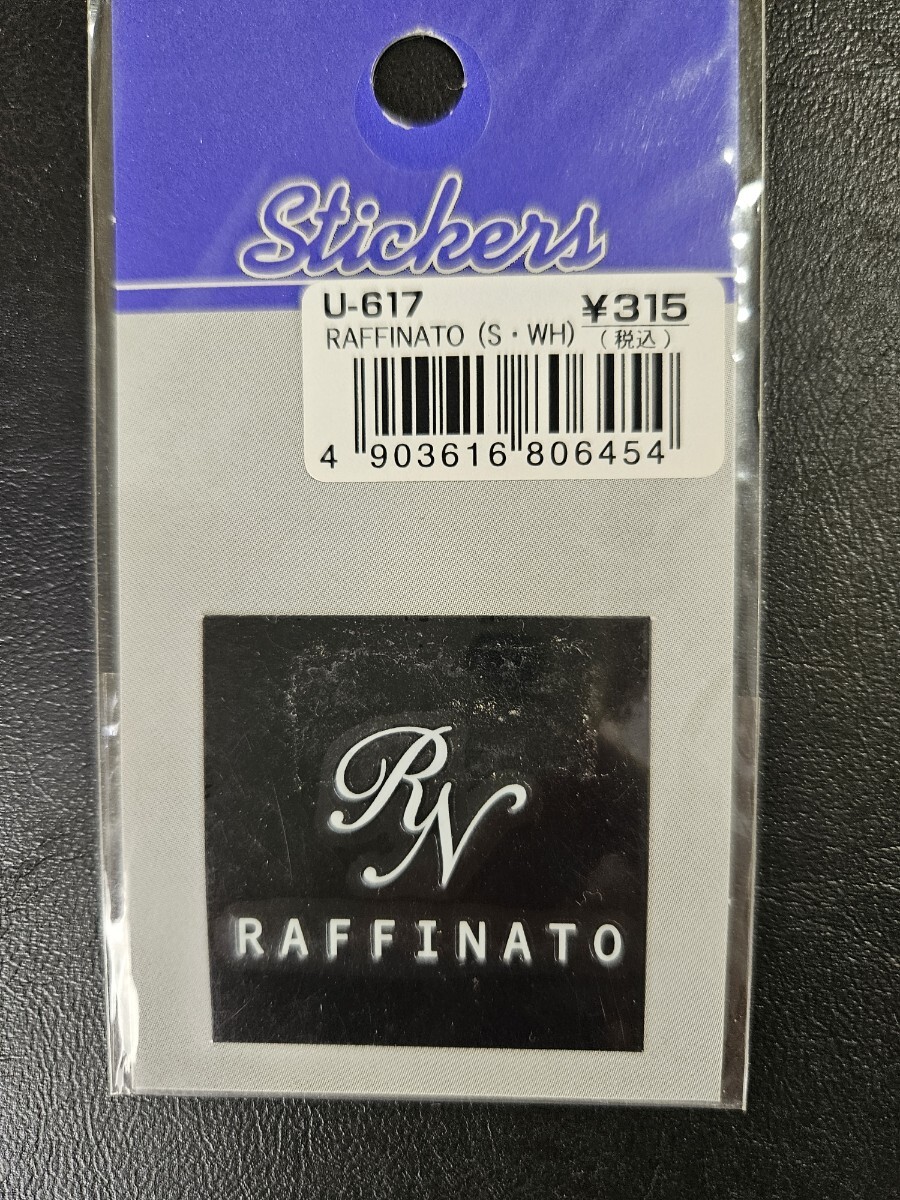 Stickers
U-617 ¥315
RAFFINATO (S・WH) (税込)
4 903616 806454
RN
RAFFINATO